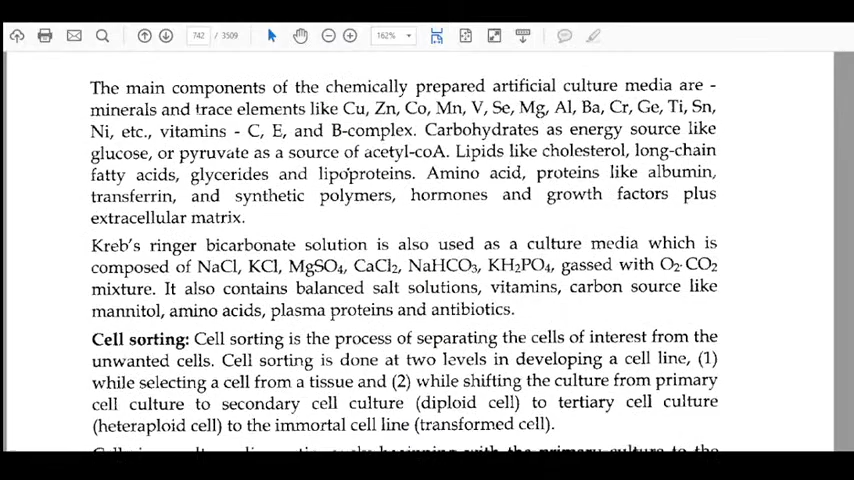 742 / 3509
162%
The main components of the chemically prepared artificial culture media are -
minerals and trace elements like Cu, Zn, Co, Mn, V, Se, Mg, Al, Ba, Cr, Ge, Ti, Sn,
Ni, etc., vitamins - C, E, and B-complex. Carbohydrates as energy source like
glucose, or pyruvate as a source of acetyl-coA. Lipids like cholesterol, long-chain
fatty acids, glycerides and lipoproteins. Amino acid, proteins like albumin,
transferrin, and synthetic polymers, hormones and growth factors plus
extracellular matrix.
Kreb's ringer bicarbonate solution is also used as a culture media which is
composed of NaCl, KCl, MgSO₄, CaCl₂, NaHCO₃, KH₂PO₄, gassed with O₂-CO₂
mixture. It also contains balanced salt solutions, vitamins, carbon source like
mannitol, amino acids, plasma proteins and antibiotics.
Cell sorting: Cell sorting is the process of separating the cells of interest from the
unwanted cells. Cell sorting is done at two levels in developing a cell line, (1)
while selecting a cell from a tissue and (2) while shifting the culture from primary
cell culture to secondary cell culture (diploid cell) to tertiary cell culture
(heteraploid cell) to the immortal cell line (transformed cell).
beginning with the primary culture to the